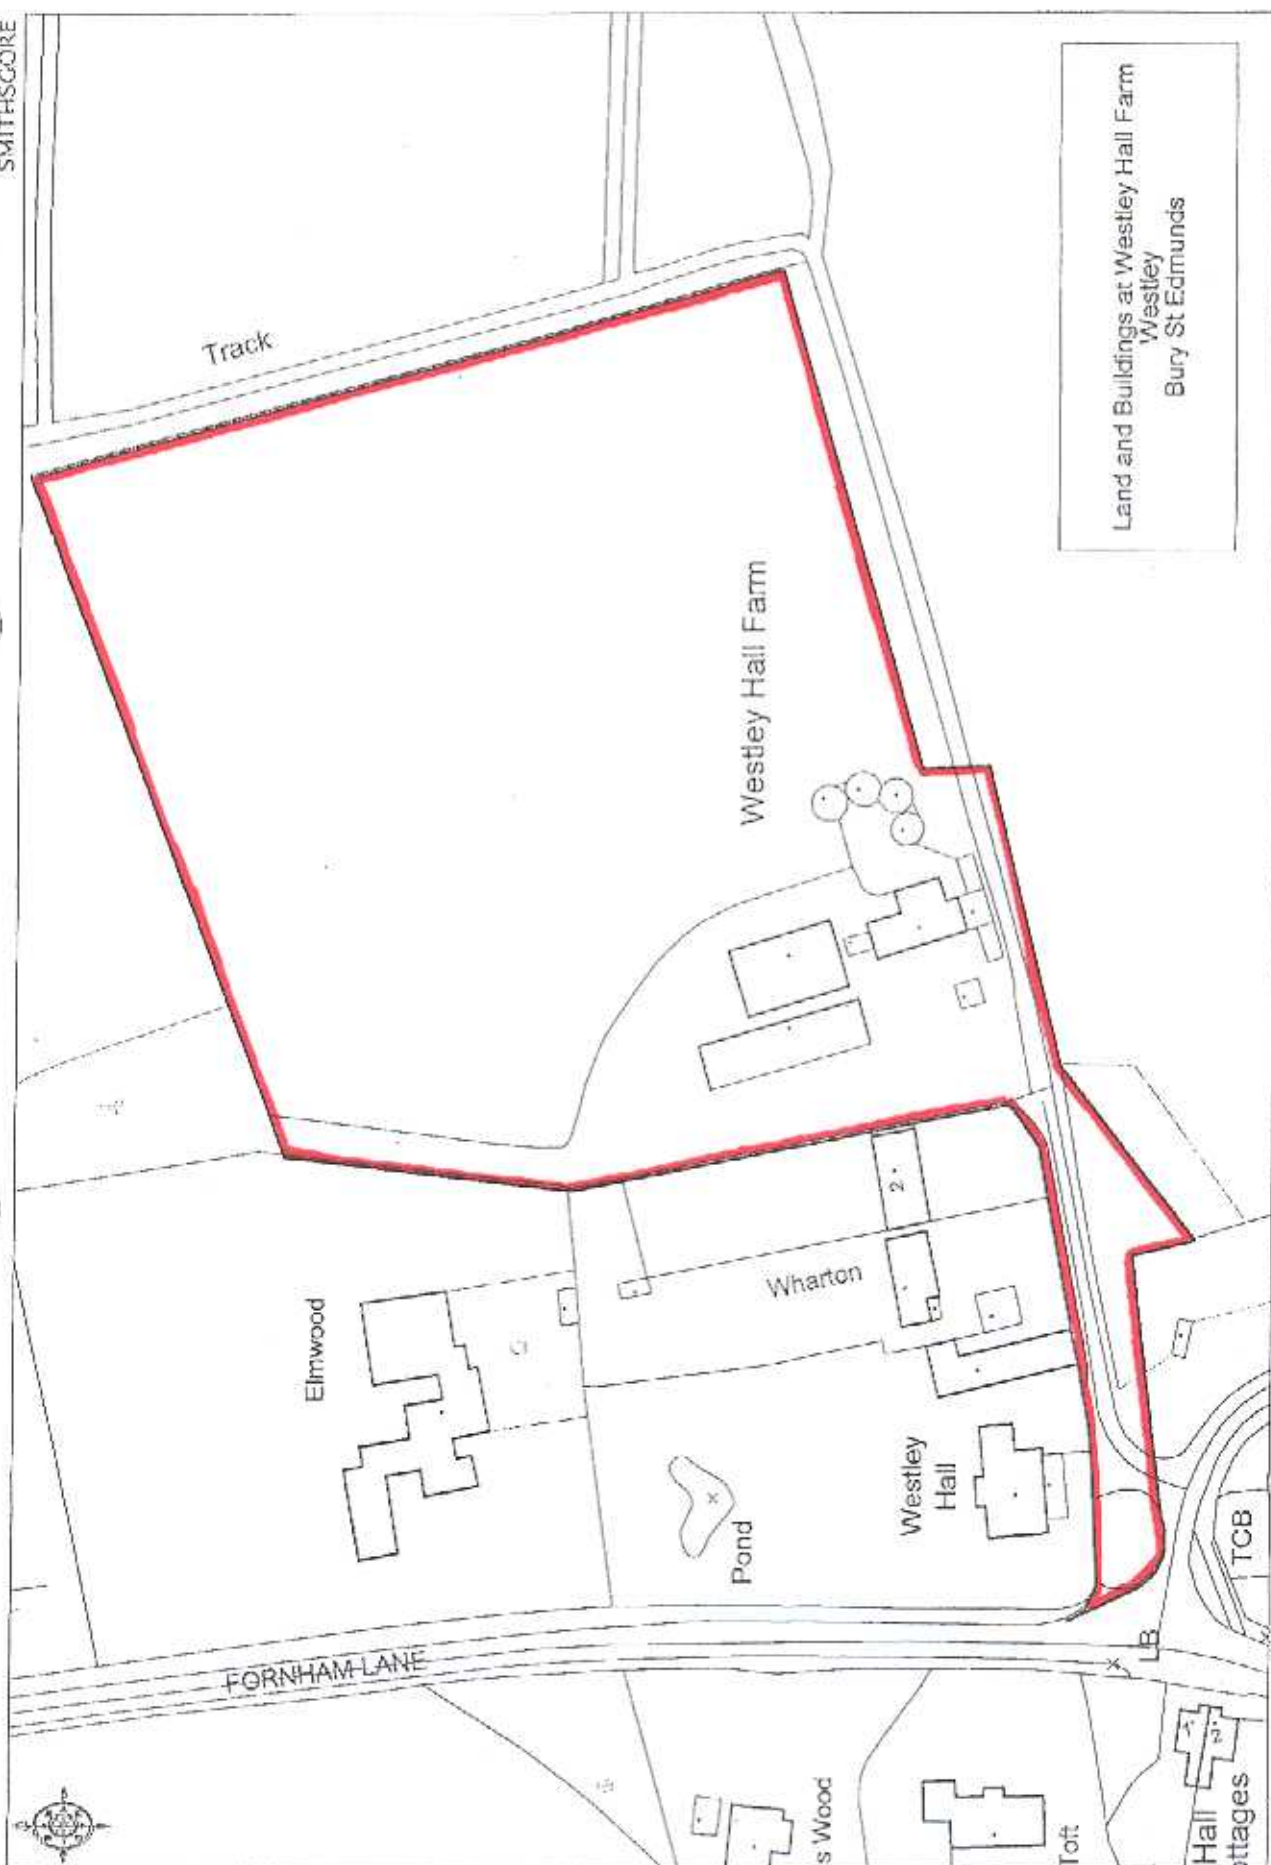 SMITHSGORE
Track
Land and Buildings at Westley Hall Farm
Westley
Bury St Edmunds
Westley Hall Farm
Elmwood
Wharton
2
Westley
Hall
Pond
FORNHAM LANE
TCB
LB
s Wood
Toft
Hall
ottages